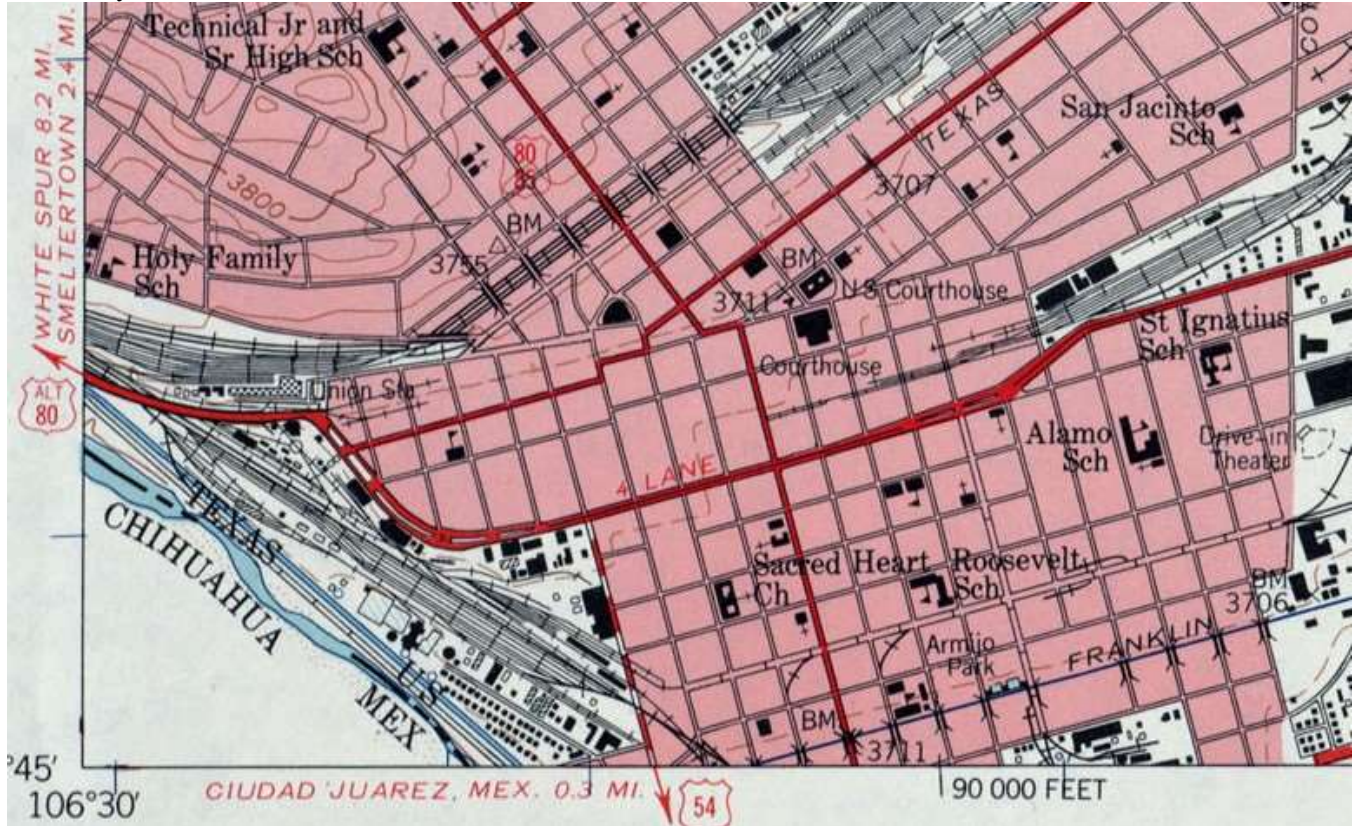 Technical Jr and
Sr High Sch
WHITE SPUR 8.2 MI.
SMELTERTOWN 2.4 MI.
ALT
80
80
85
TEXAS
San Jacinto
Sch
3707
3800
BM
3755
Holy Family
Sch
BM
3711
U S Courthouse
Courthouse
St Ignatius
Sch
Union Sta
Alamo
Sch
Drive-in
Theater
4 LANE
TEXAS
CHIHUAHUA
Sacred Heart
Ch
Roosevelt
Sch
BM
3706
Armijo
Park
FRANKLIN
U S
MEX
BM
3711
45'
106°30'
CIUDAD JUAREZ, MEX. 0.3 MI.
54
90 000 FEET